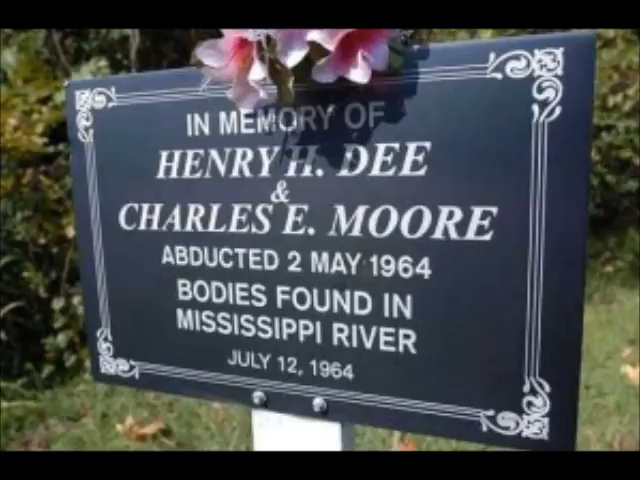 IN MEMORY OF
HENRY H. DEE
&
CHARLES E. MOORE
ABDUCTED 2 MAY 1964
BODIES FOUND IN
MISSISSIPPI RIVER
JULY 12, 1964